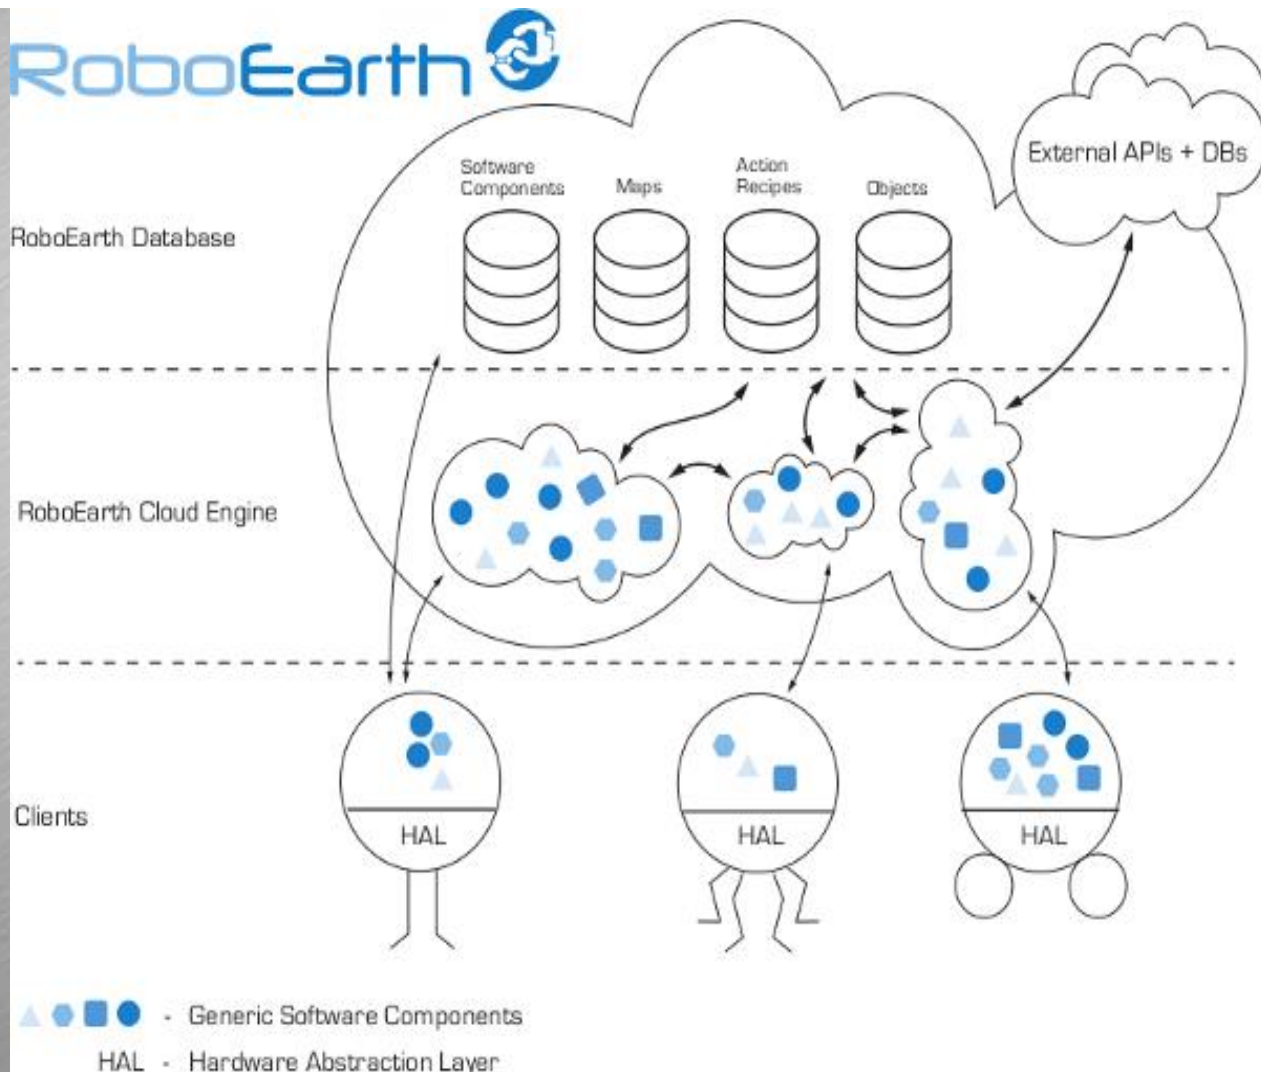 RoboEarth
External APIs + DBs
Software
Components
Maps
Action
Recipes
Objects
RoboEarth Database
RoboEarth Cloud Engine
Clients
HAL
HAL
HAL
- Generic Software Components
HAL - Hardware Abstraction Layer